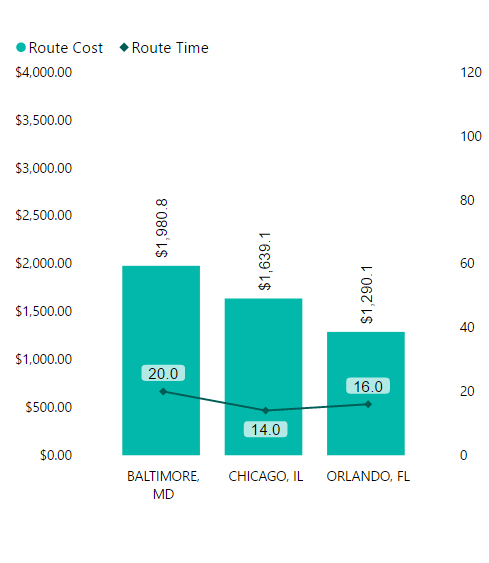 Route Cost Route Time
$4,000.00 120
$3,500.00 100
$3,000.00
$2,500.00 80
$2,000.00 60
$1,500.00 40
$1,000.00
$500.00 20
$0.00 0
$1,980.8 $1,639.1 $1,290.1
20.0 14.0 16.0
BALTIMORE, CHICAGO, IL ORLANDO, FL
MD